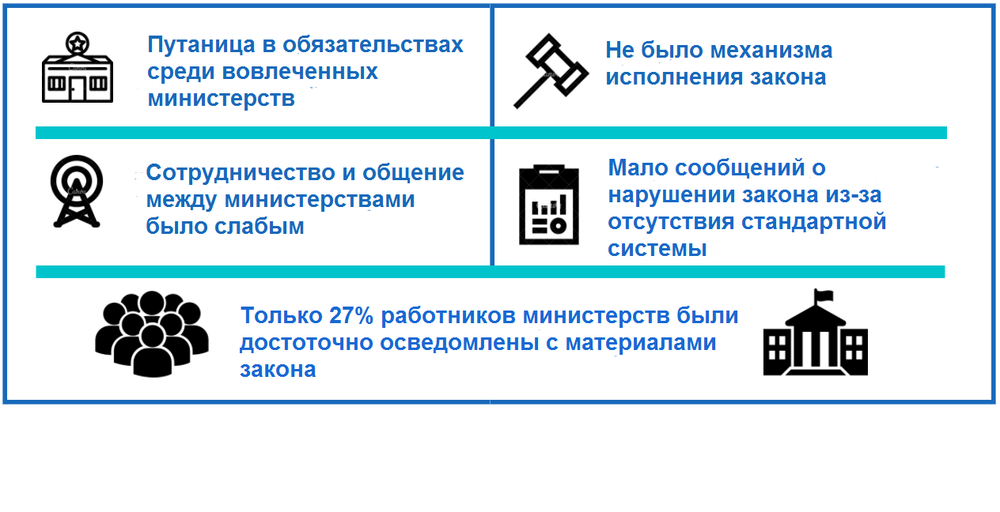 Путаница в обязательствах
среди вовлеченных
министерств
Не было механизма
исполнения закона
Сотрудничество и общение
между министерствами
было слабым
Мало сообщений о
нарушении закона из-за
отсутствия стандартной
системы
Только 27% работников министерств были
достоточно осведомлены с материалами
закона